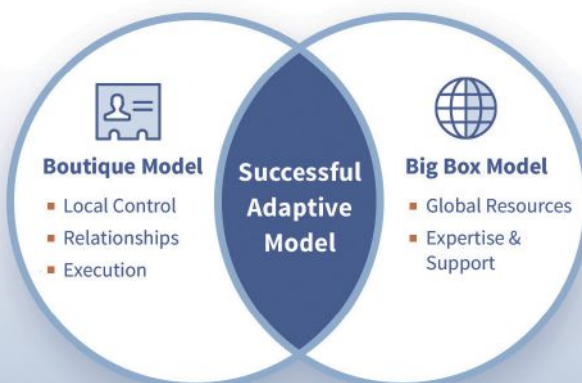 Boutique Model
▪ Local Control
▪ Relationships
▪ Execution
Successful
Adaptive
Model
Big Box Model
▪ Global Resources
▪ Expertise &
Support